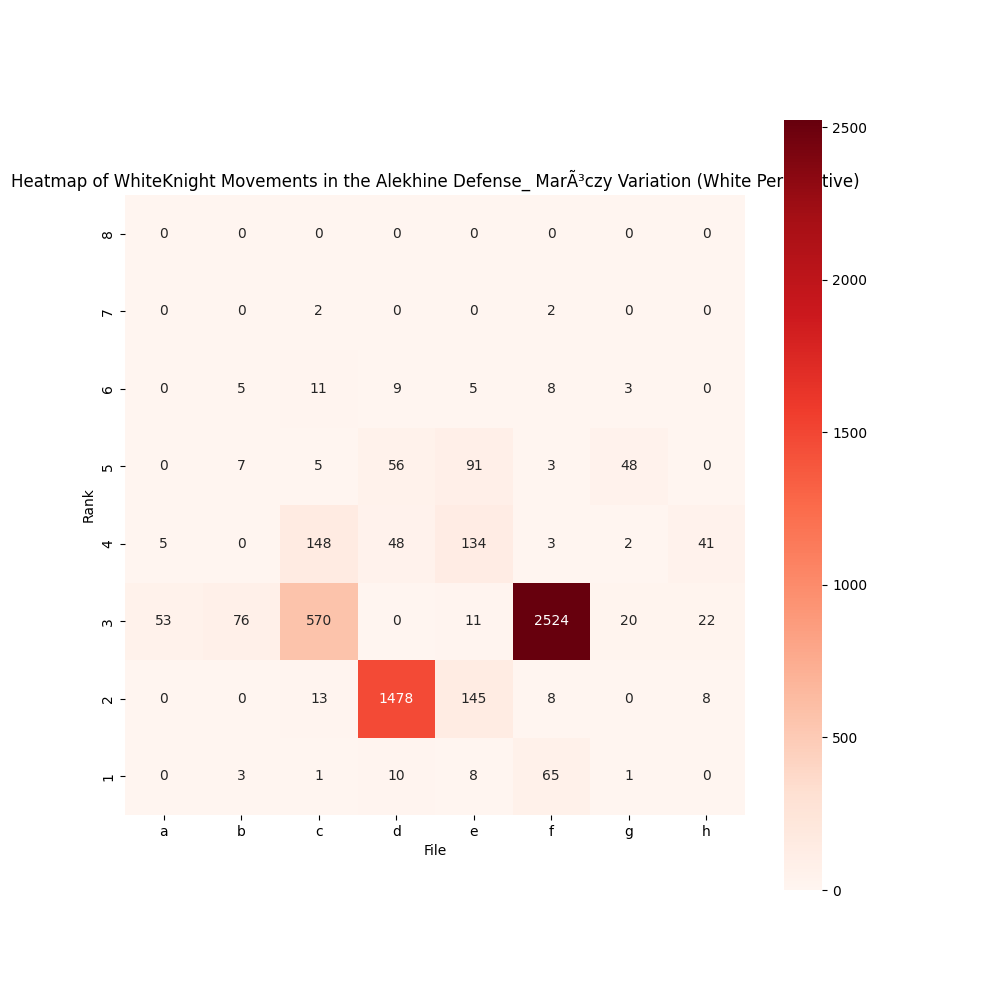 2500
Heatmap of WhiteKnight Movements in the Alekhine Defense_ MarÃ³czy Variation (White Per tive)
8 0 0 0 0 0 0 0 0
2000
7 0 0 2 0 0 2 0 0
6 0 5 11 9 5 8 3 0
1500
5 0 7 5 56 91 3 48 0
Rank
4 5 0 148 48 134 3 2 41
1000
3 53 76 570 0 11 2524 20 22
2 0 0 13 1478 145 8 0 8
500
1 0 3 1 10 8 65 1 0
a b c d e f g h
File
0